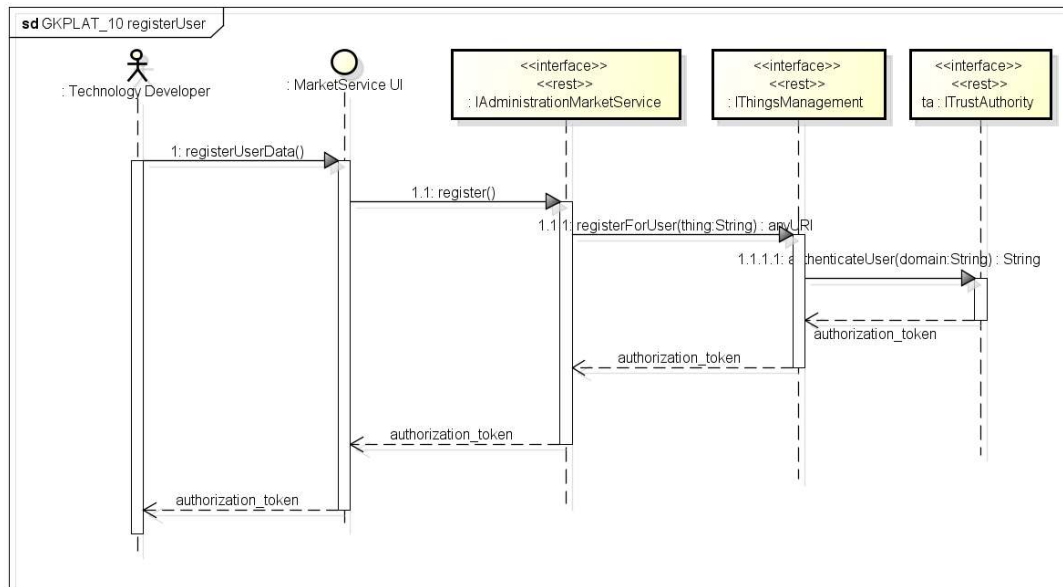 sd GKPLAT_10 registerUser
: Technology Developer
: MarketService UI
<<interface>>
<<rest>>
: IAdministrationMarketService
<<interface>>
<<rest>>
: IThingsManagement
<<interface>>
<<rest>>
ta : ITrustAuthority
1: registerUserData()
1.1: register()
1.1.1: registerForUser(thing:String) : anyURI
1.1.1.1: authenticateUser(domain:String) : String
authorization_token
authorization_token
authorization_token
authorization_token